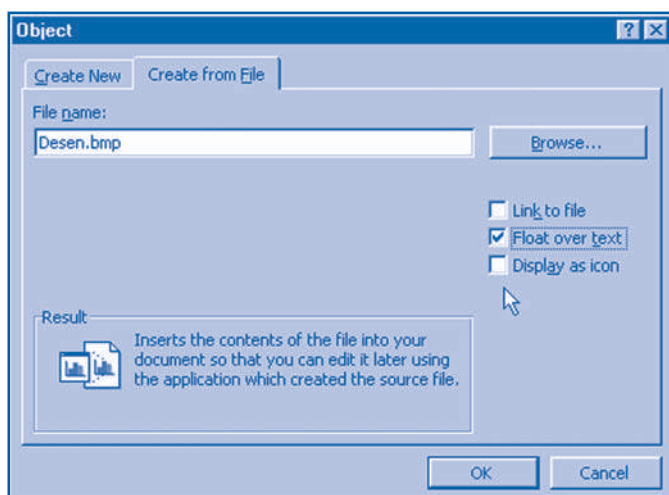 Object
Create New Create from File
File name:
Desen.bmp
Browse...
Link to file
Float over text
Display as icon
Result
Inserts the contents of the file into your
document so that you can edit it later using
the application which created the source file.
OK Cancel